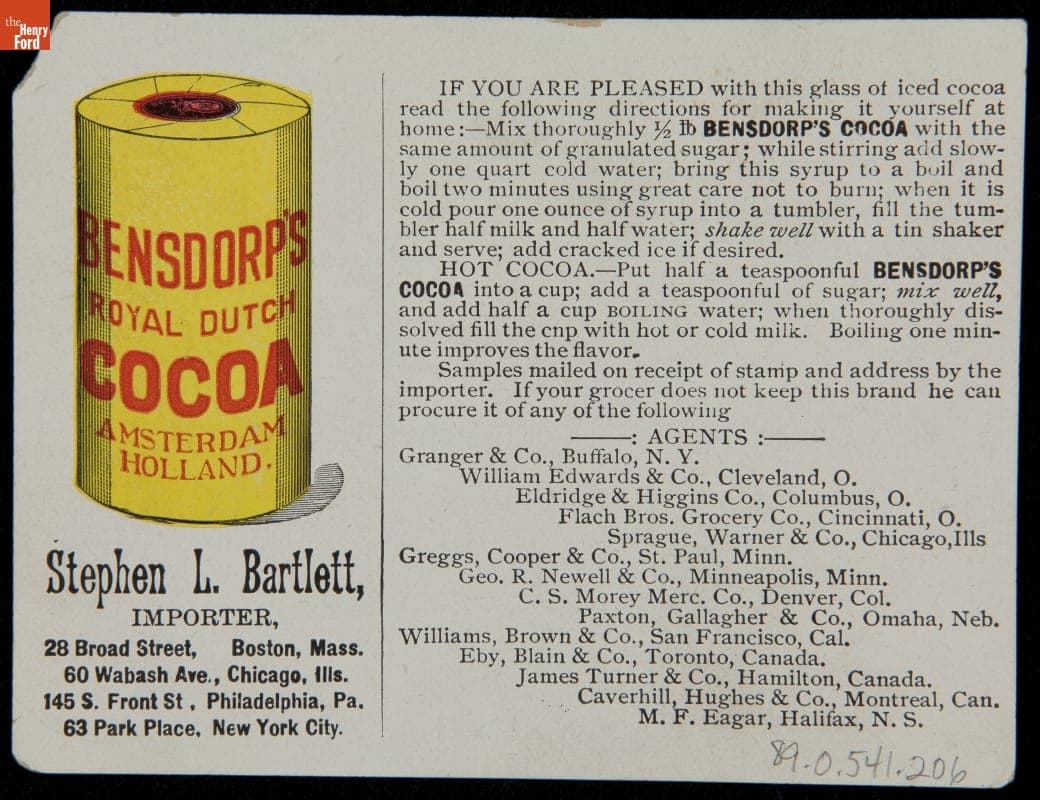 the
Henry
Ford
BENSDORP'S
ROYAL DUTCH
COCOA
AMSTERDAM
HOLLAND.
Stephen L. Bartlett,
IMPORTER,
28 Broad Street, Boston, Mass.
60 Wabash Ave., Chicago, Ills.
145 S. Front St , Philadelphia, Pa.
63 Park Place, New York City.
IF YOU ARE PLEASED with this glass of iced cocoa
read the following directions for making it yourself at
home:—Mix thoroughly ½ lb BENSDORP'S COCOA with the
same amount of granulated sugar; while stirring add slow-
ly one quart cold water; bring this syrup to a boil and
boil two minutes using great care not to burn; when it is
cold pour one ounce of syrup into a tumbler, fill the tum-
bler half milk and half water; shake well with a tin shaker
and serve; add cracked ice if desired.
HOT COCOA.—Put half a teaspoonful BENSDORP'S
COCOA into a cup; add a teaspoonful of sugar; mix well,
and add half a cup BOILING water; when thoroughly dis-
solved fill the cnp with hot or cold milk. Boiling one min-
ute improves the flavor.
Samples mailed on receipt of stamp and address by the
importer. If your grocer does not keep this brand he can
procure it of any of the following
——: AGENTS :——
Granger & Co., Buffalo, N. Y.
William Edwards & Co., Cleveland, O.
Eldridge & Higgins Co., Columbus, O.
Flach Bros. Grocery Co., Cincinnati, O.
Sprague, Warner & Co., Chicago,Ills
Greggs, Cooper & Co., St. Paul, Minn.
Geo. R. Newell & Co., Minneapolis, Minn.
C. S. Morey Merc. Co., Denver, Col.
Paxton, Gallagher & Co., Omaha, Neb.
Williams, Brown & Co., San Francisco, Cal.
Eby, Blain & Co., Toronto, Canada.
James Turner & Co., Hamilton, Canada.
Caverhill, Hughes & Co., Montreal, Can.
M. F. Eagar, Halifax, N. S.
89.0.541.206